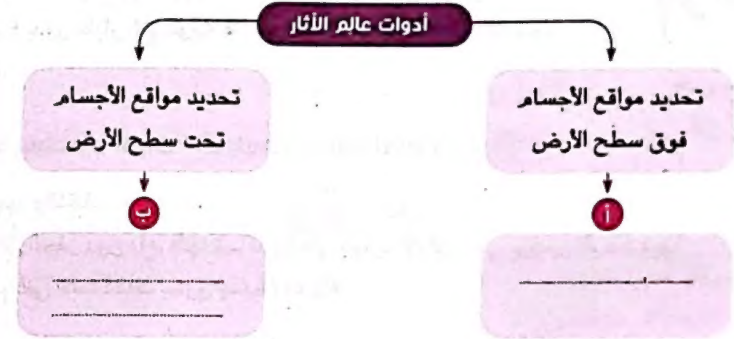 أدوات عالم الآثار
تحديد مواقع الأجسام
فوق سطح الأرض
أ
تحديد مواقع الأجسام
تحت سطح الأرض
ب